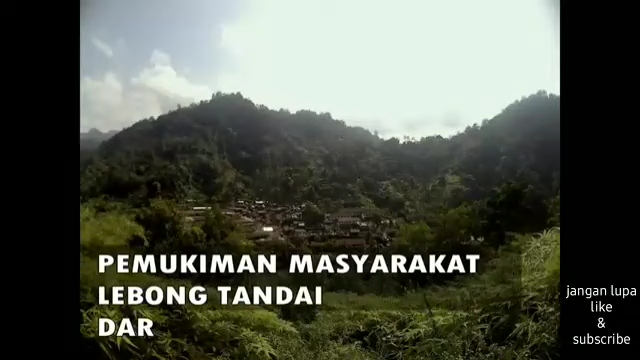 PEMUKIMAN MASYARAKAT
LEBONG TANDAI
DAR
jangan lupa
like
&
subscribe